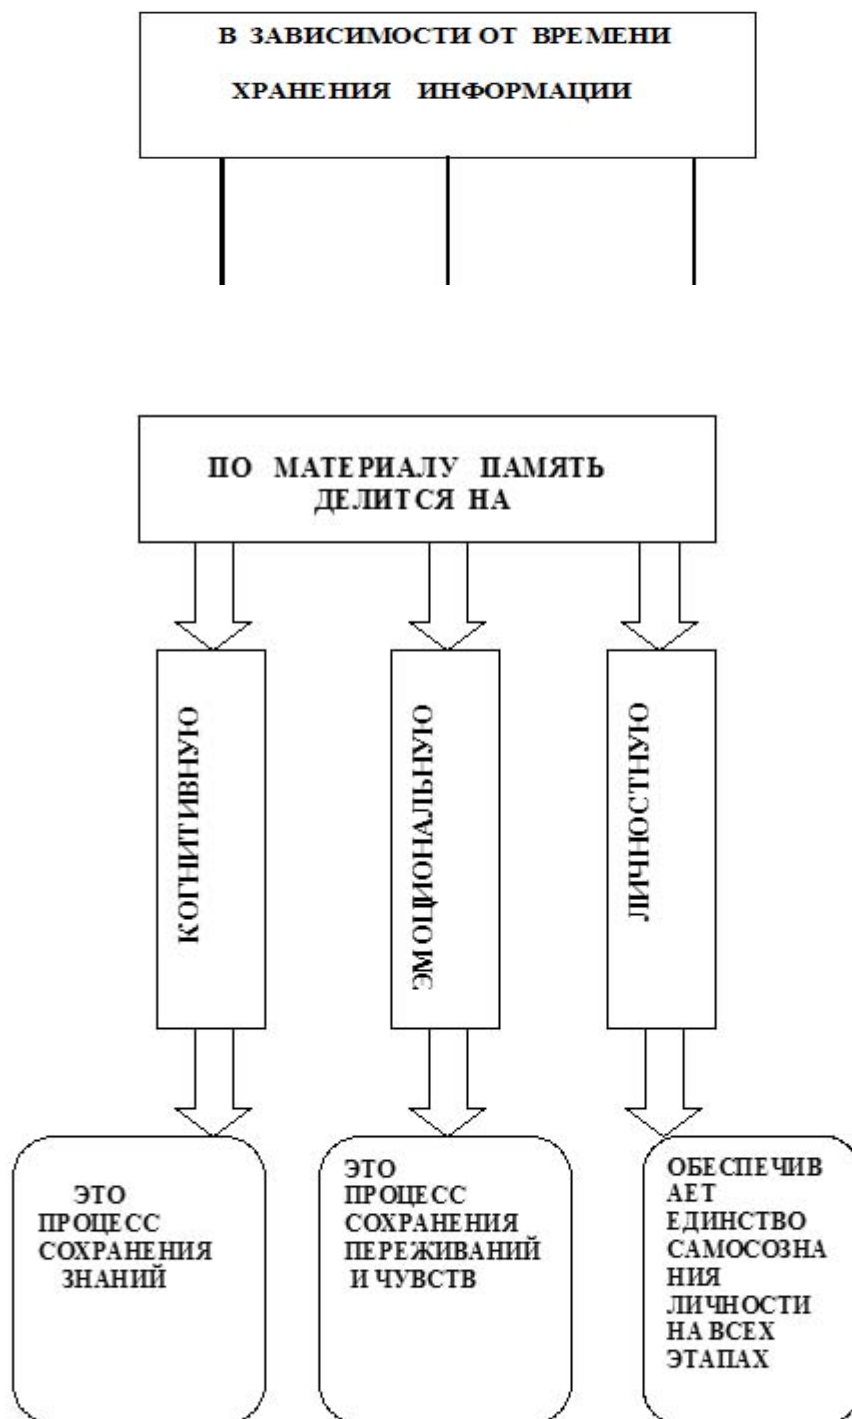 В ЗАВИСИМОСТИ ОТ ВРЕМЕНИ
ХРАНЕНИЯ ИНФОРМАЦИИ
ПО МАТЕРИАЛУ ПАМЯТЬ
ДЕЛИТСЯ НА
КОГНИТИВНУЮ
ЭМОЦИОНАЛЬНУЮ
ЛИЧНОСТНУЮ
ЭТО
ПРОЦЕСС
СОХРАНЕНИЯ
ЗНАНИЙ
ЭТО
ПРОЦЕСС
СОХРАНЕНИЯ
ПЕРЕЖИВАНИЙ
И ЧУВСТВ
ОБЕСПЕЧИВ
АЕТ
ЕДИНСТВО
САМОСОЗНА
НИЯ
ЛИЧНОСТИ
НА ВСЕХ
ЭТАПАХ